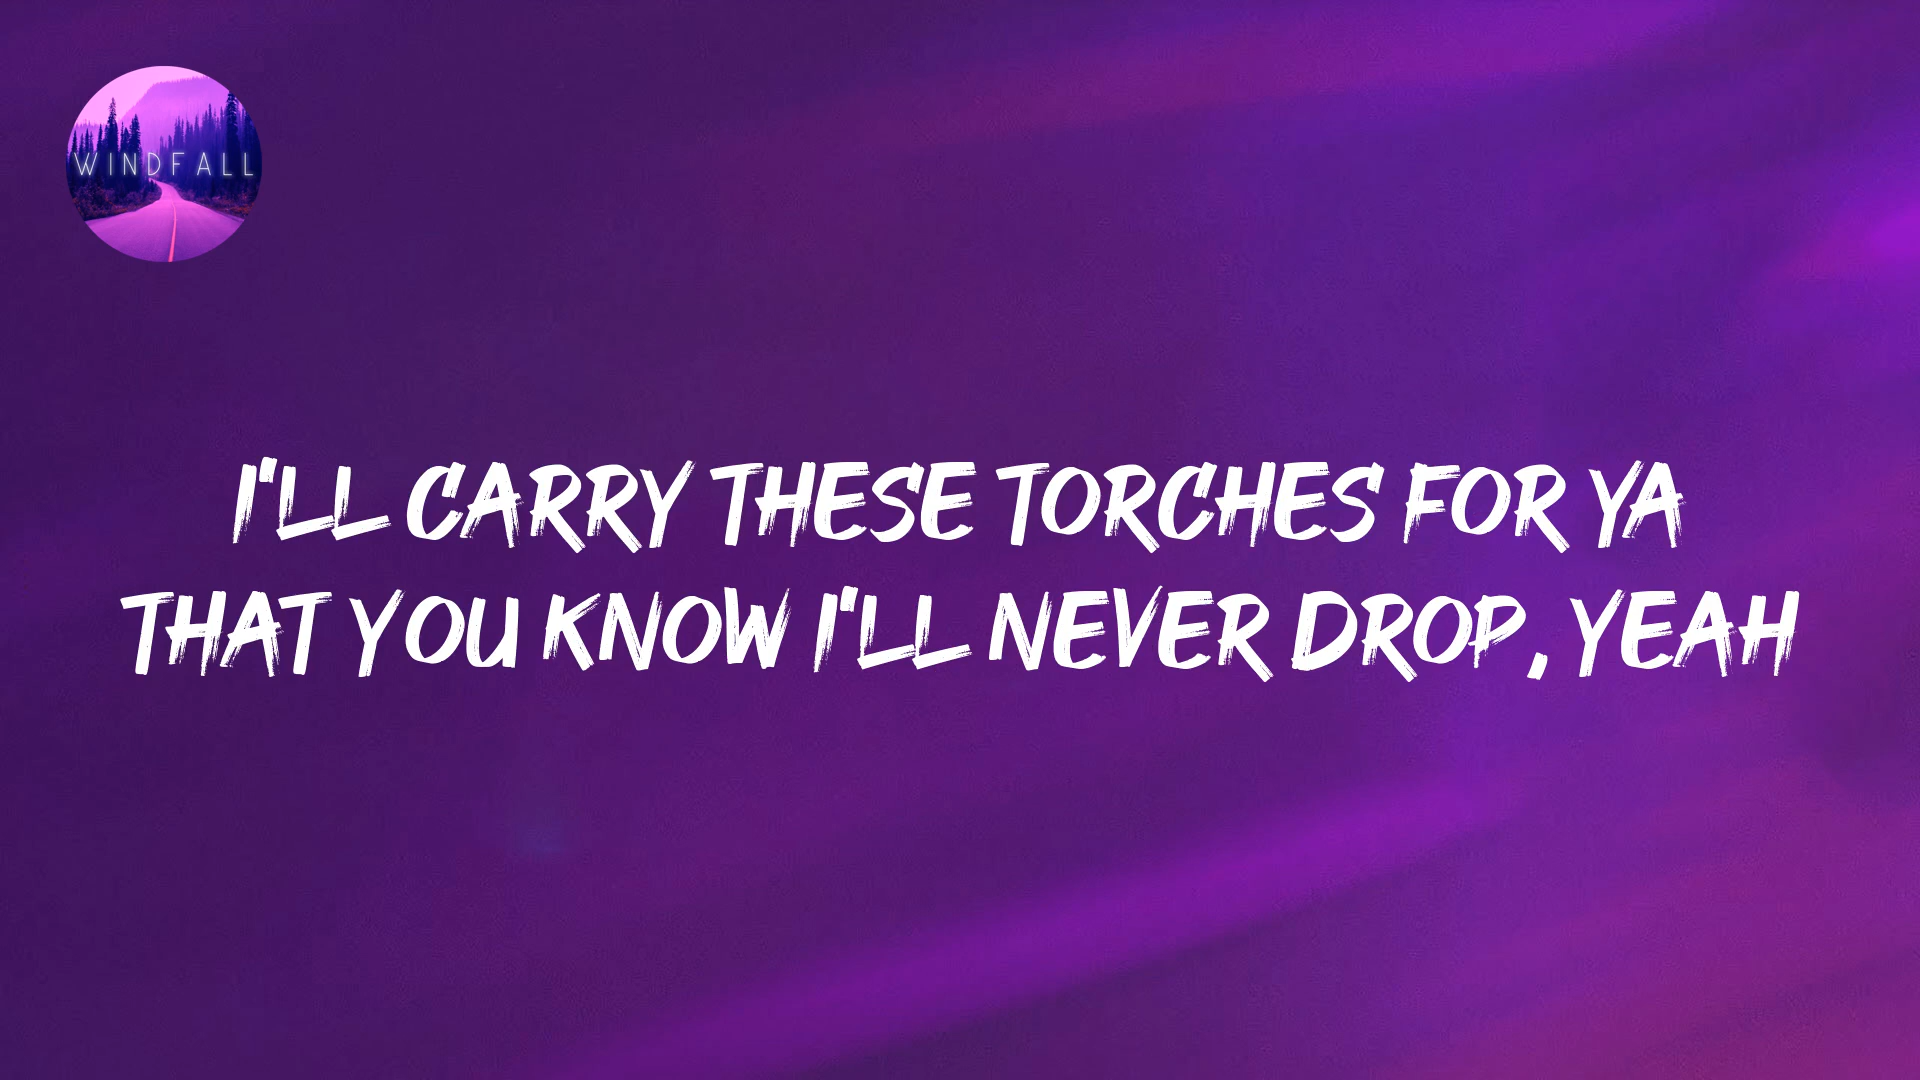 WINDFALL
I'LL CARRY THESE TORCHES FOR YA
THAT YOU KNOW I'LL NEVER DROP, YEAH